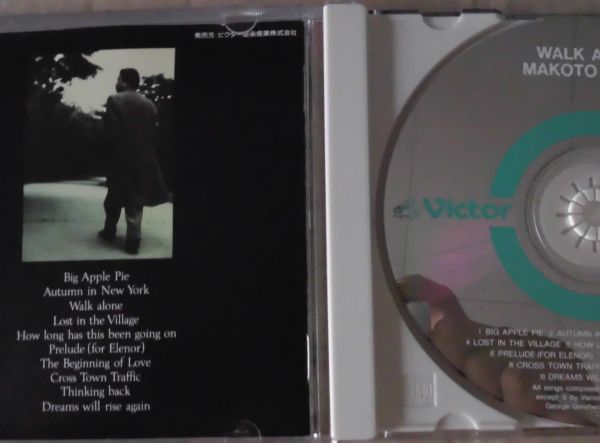 発売元 ビクター音楽産業株式会社
Big Apple Pie
Autumn in New York
Walk alone
Lost in the Village
How long has this been going on
Prelude (for Elenor)
The Beginning of Love
Cross Town Traffic
Thinking back
Dreams will rise again
WALK A
MAKOTO
Victor
1 BIG APPLE PIE 2 AUTUMN IN
4 LOST IN THE VILLAGE 5 HOW L
6 PRELUDE (FOR ELENOR)
8 CROSS TOWN TRAFF
10 DREAMS WIL
All songs composed
except 2 by Verno
George Gershwi